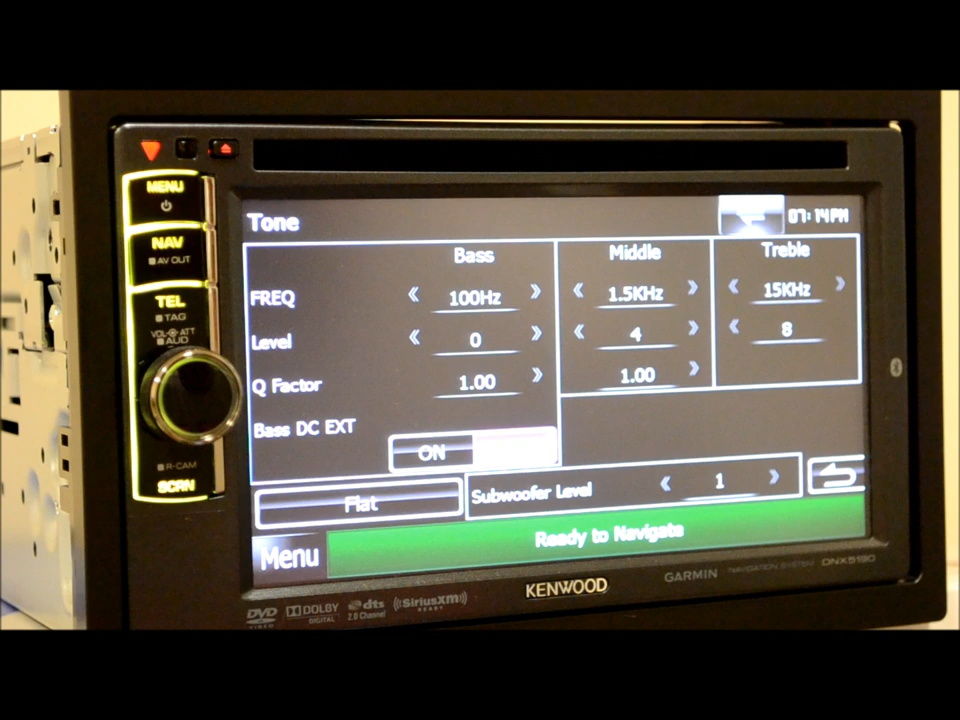 MENU
NAV
AV OUT
TEL
TAG
VOL ATT
AUD
R-CAM
SCRN
Tone
07:14PM
Bass Middle Treble
FREQ 100Hz 1.5KHz 15KHz
Level 0 4 8
Q Factor 1.00 1.00
Bass DC EXT
ON
Flat Subwoofer Level 1
Menu Ready to Navigate
KENWOOD GARMIN NAVIGATION SYSTEM DNX5190
DVD VIDEO DOLBY DIGITAL dts 2.0 Channel ((SiriusXM)) READY